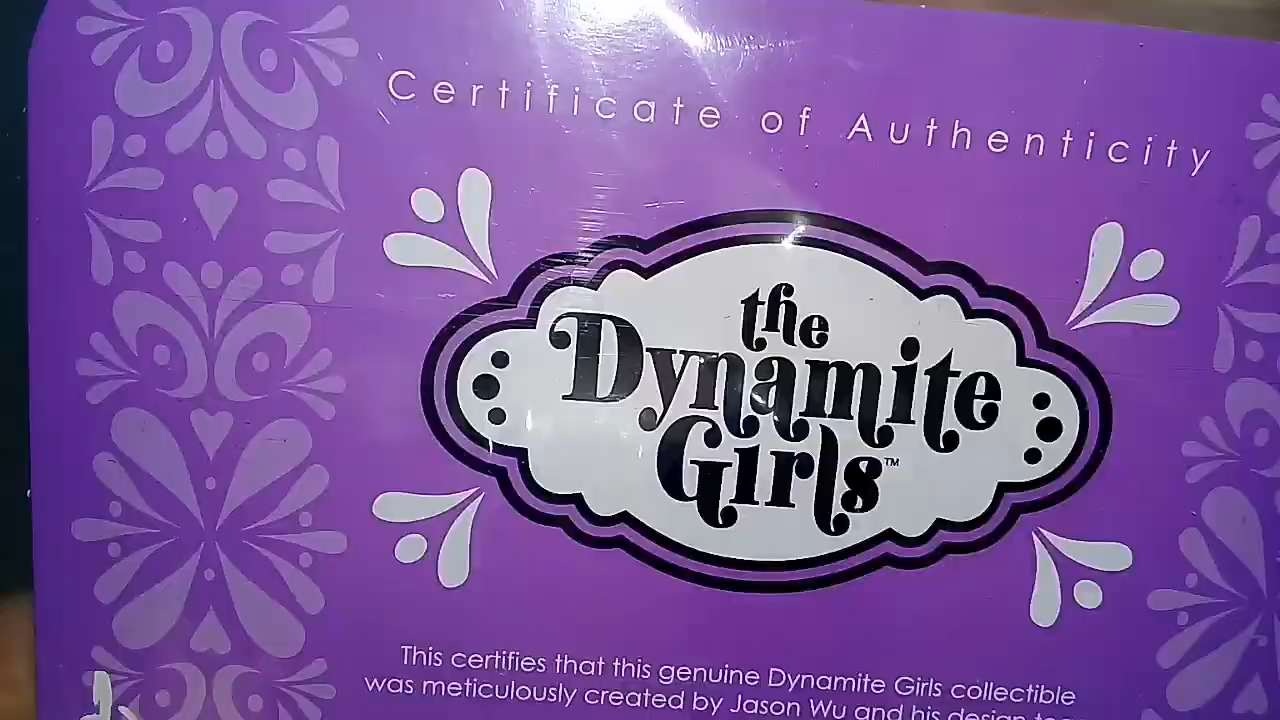 Certificate of Authenticity
the
Dynamite
Girls™
This certifies that this genuine Dynamite Girls collectible
was meticulously created by Jason Wu and his design